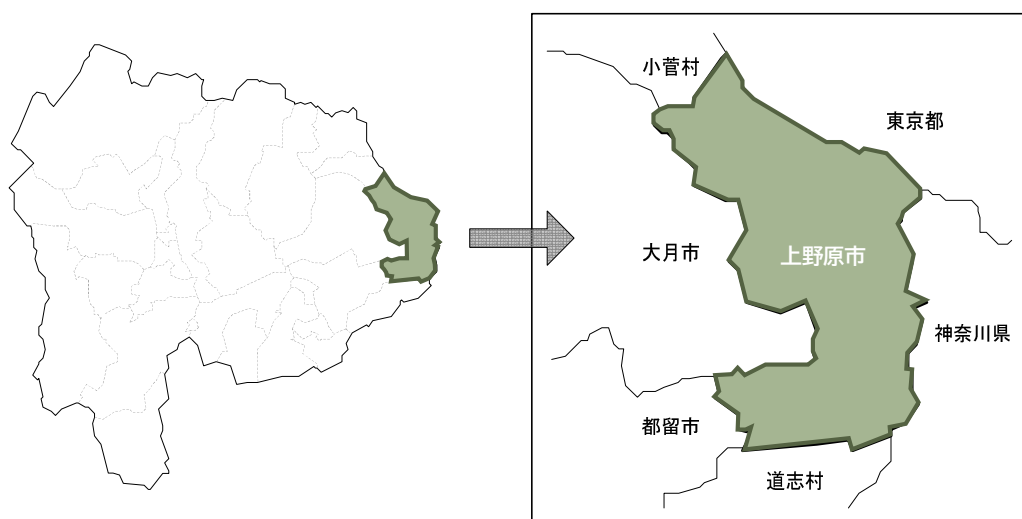 小菅村
東京都
大月市
上野原市
神奈川県
都留市
道志村